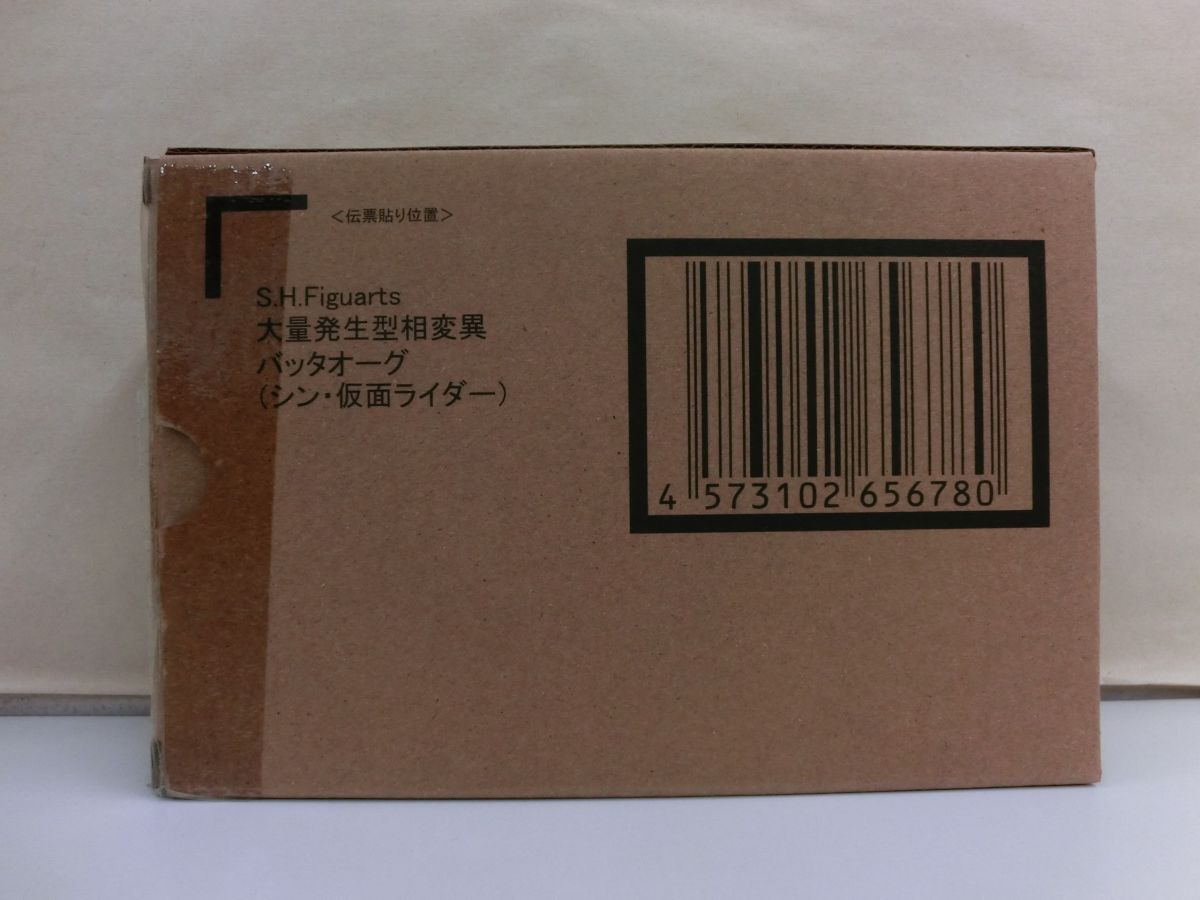 ＜伝票貼り位置＞
S.H.Figuarts
大量発生型相変異
バッタオーグ
(シン・仮面ライダー)
4 573102 656780